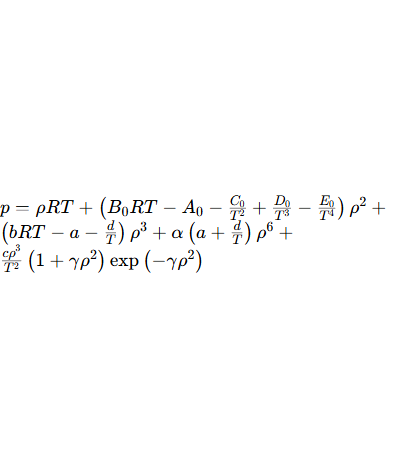 p = ρRT + (B₀RT − A₀ − C₀/T² + D₀/T³ − E₀/T⁴) ρ² +
(bRT − a − d/T) ρ³ + α (a + d/T) ρ⁶ +
cρ³/T² (1 + γρ²) exp (−γρ²)